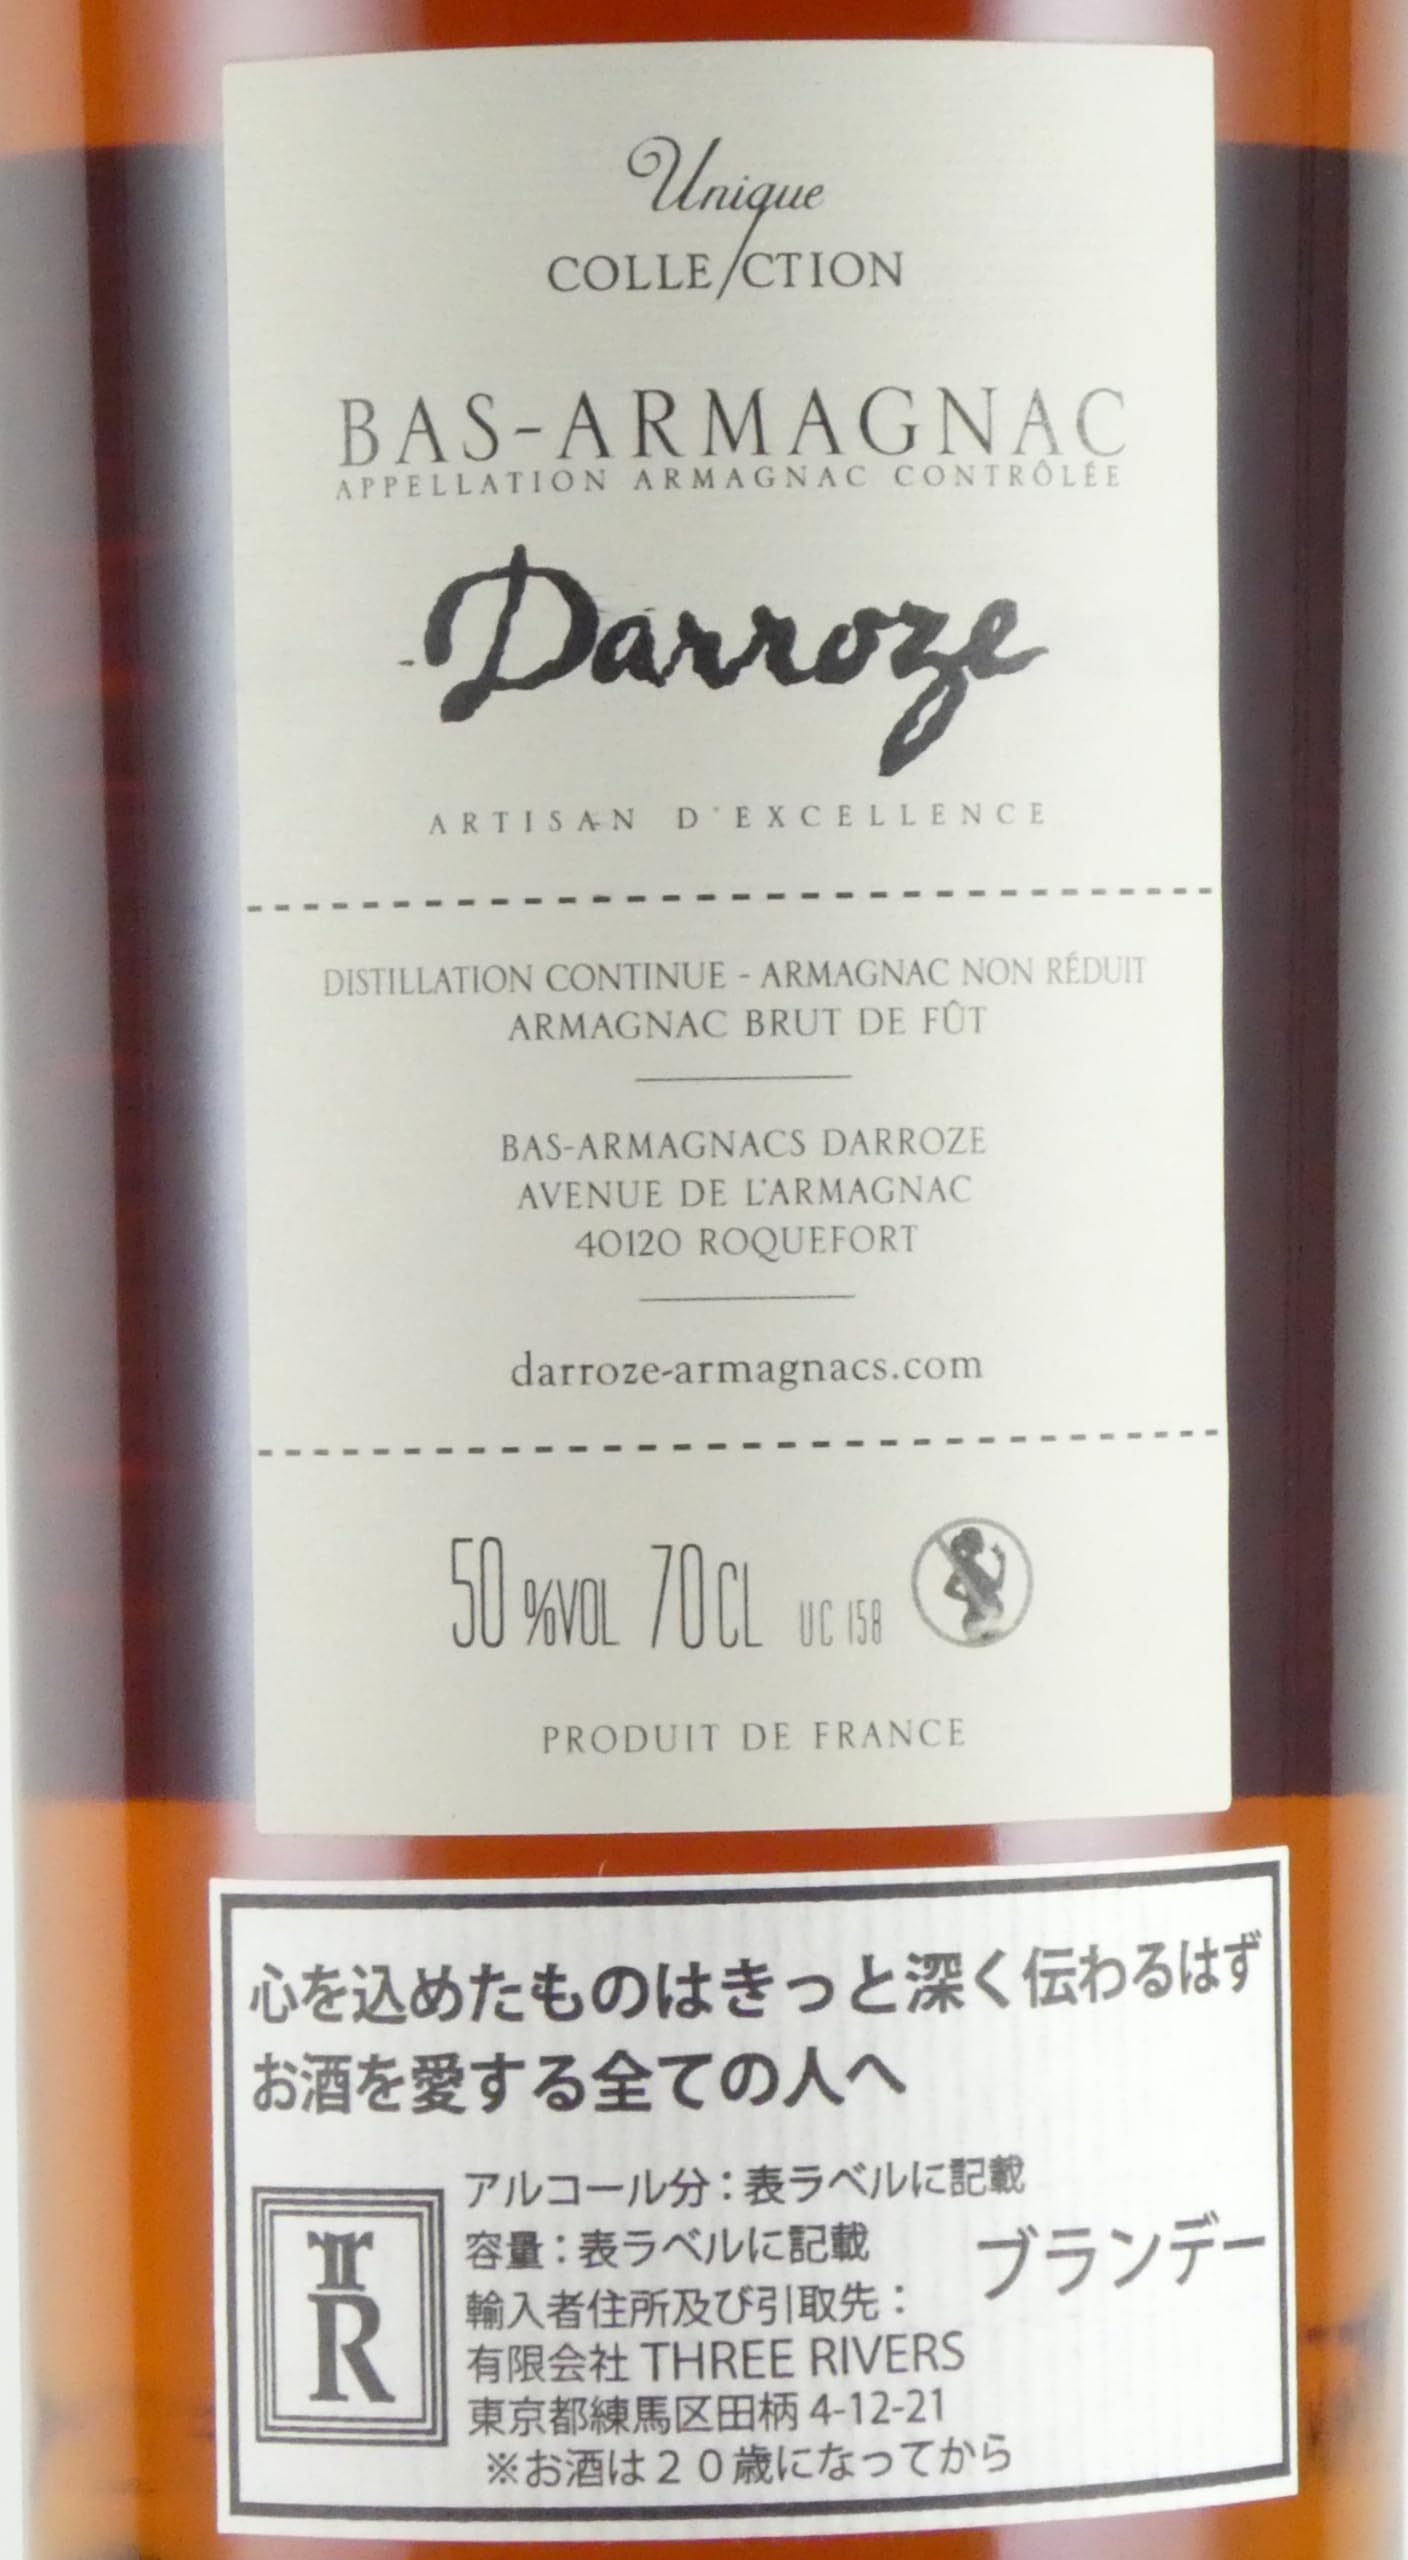 Unique
COLLECTION
BAS-ARMAGNAC
APPELLATION ARMAGNAC CONTRÔLÉE
Darroze
ARTISAN D'EXCELLENCE
DISTILLATION CONTINUE - ARMAGNAC NON RÉDUIT
ARMAGNAC BRUT DE FÛT
BAS-ARMAGNACS DARROZE
AVENUE DE L'ARMAGNAC
40120 ROQUEFORT
darroze-armagnacs.com
50 %VOL 70CL UC 158
PRODUIT DE FRANCE
心を込めたものはきっと深く伝わるはず
お酒を愛する全ての人へ
アルコール分：表ラベルに記載
容量：表ラベルに記載
ブランデー
輸入者住所及び引取先：
有限会社 THREE RIVERS
東京都練馬区田柄 4-12-21
※お酒は２０歳になってから
TR